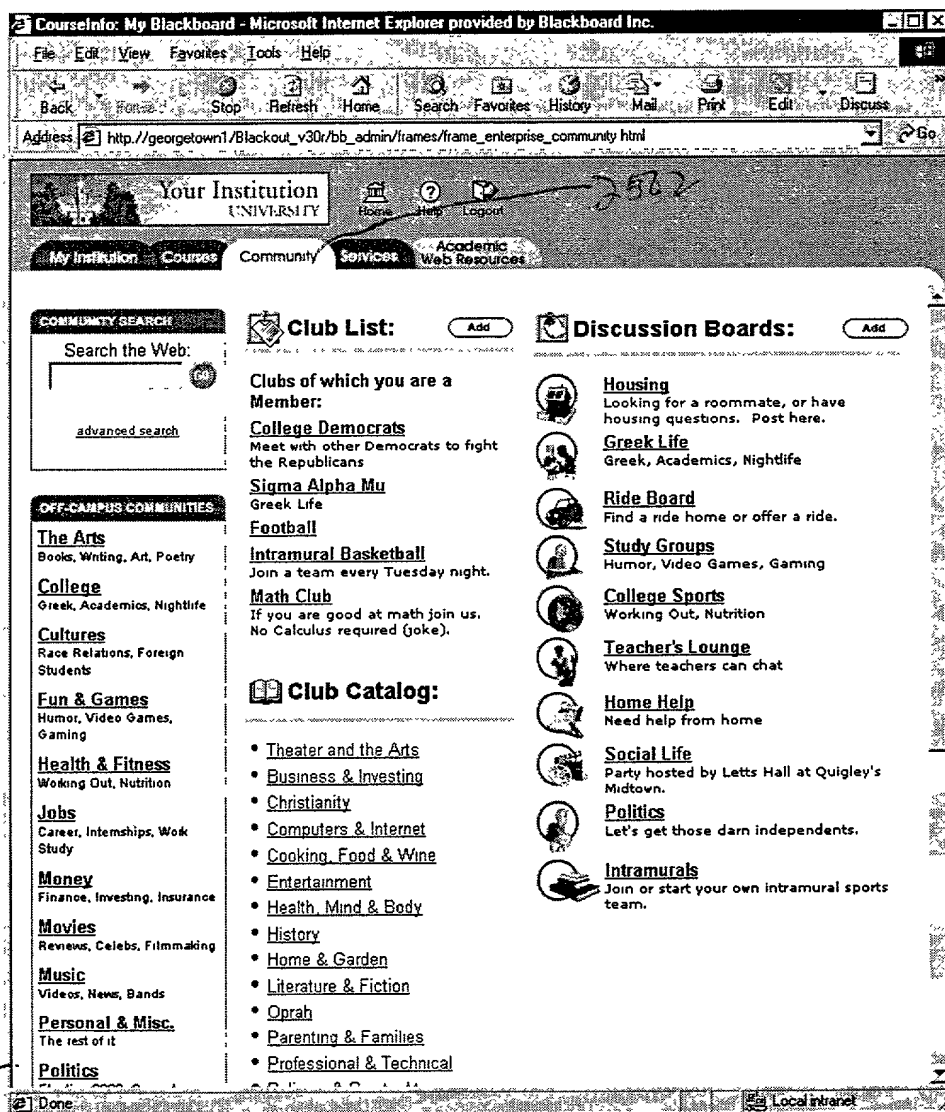 CourseInfo: My Blackboard - Microsoft Internet Explorer provided by Blackboard Inc.
File Edit View Favorites Tools Help
Back Stop Refresh Home Search Favorites History Mail Print Edit Discuss
Address http://georgetown1/Blackout_v30r/bb_admin/frames/frame_enterprise_community html Go
Your Institution
UNIVERSITY
Home Help Logout
2582
My Institution Courses Community Services Academic Web Resources
COMMUNITY SEARCH
Search the Web:
GO
advanced search
OFF-CAMPUS COMMUNITIES
The Arts
Books, Writing, Art, Poetry
College
Greek, Academics, Nightlife
Cultures
Race Relations, Foreign
Students
Fun & Games
Humor, Video Games,
Gaming
Health & Fitness
Working Out, Nutrition
Jobs
Career, Internships, Work
Study
Money
Finance, Investing, Insurance
Movies
Reviews, Celebs, Filmmaking
Music
Videos, News, Bands
Personal & Misc.
The rest of it
Politics
Club List: Add
Clubs of which you are a
Member:
College Democrats
Meet with other Democrats to fight
the Republicans
Sigma Alpha Mu
Greek Life
Football
Intramural Basketball
Join a team every Tuesday night.
Math Club
If you are good at math join us.
No Calculus required (joke).
Club Catalog:
Theater and the Arts
Business & Investing
Christianity
Computers & Internet
Cooking, Food & Wine
Entertainment
Health, Mind & Body
History
Home & Garden
Literature & Fiction
Oprah
Parenting & Families
Professional & Technical
Discussion Boards: Add
Housing
Looking for a roommate, or have
housing questions. Post here.
Greek Life
Greek, Academics, Nightlife
Ride Board
Find a ride home or offer a ride.
Study Groups
Humor, Video Games, Gaming
College Sports
Working Out, Nutrition
Teacher's Lounge
Where teachers can chat
Home Help
Need help from home
Social Life
Party hosted by Letts Hall at Quigley's
Midtown.
Politics
Let's get those darn independents.
Intramurals
Join or start your own intramural sports
team.
Done Local intranet